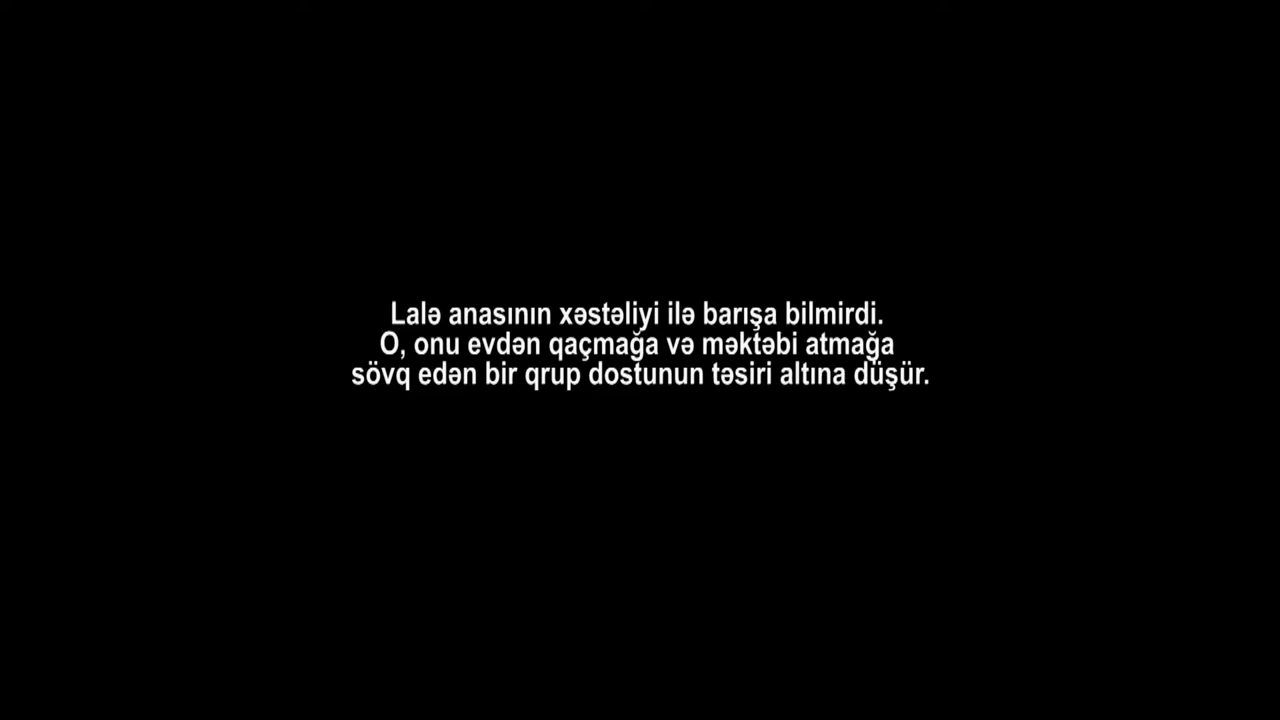 Lalə anasının xəstəliyi ilə barışa bilmirdi.
O, onu evdən qaçmağa və məktəbi atmağa
sövq edən bir qrup dostunun təsiri altına düşür.